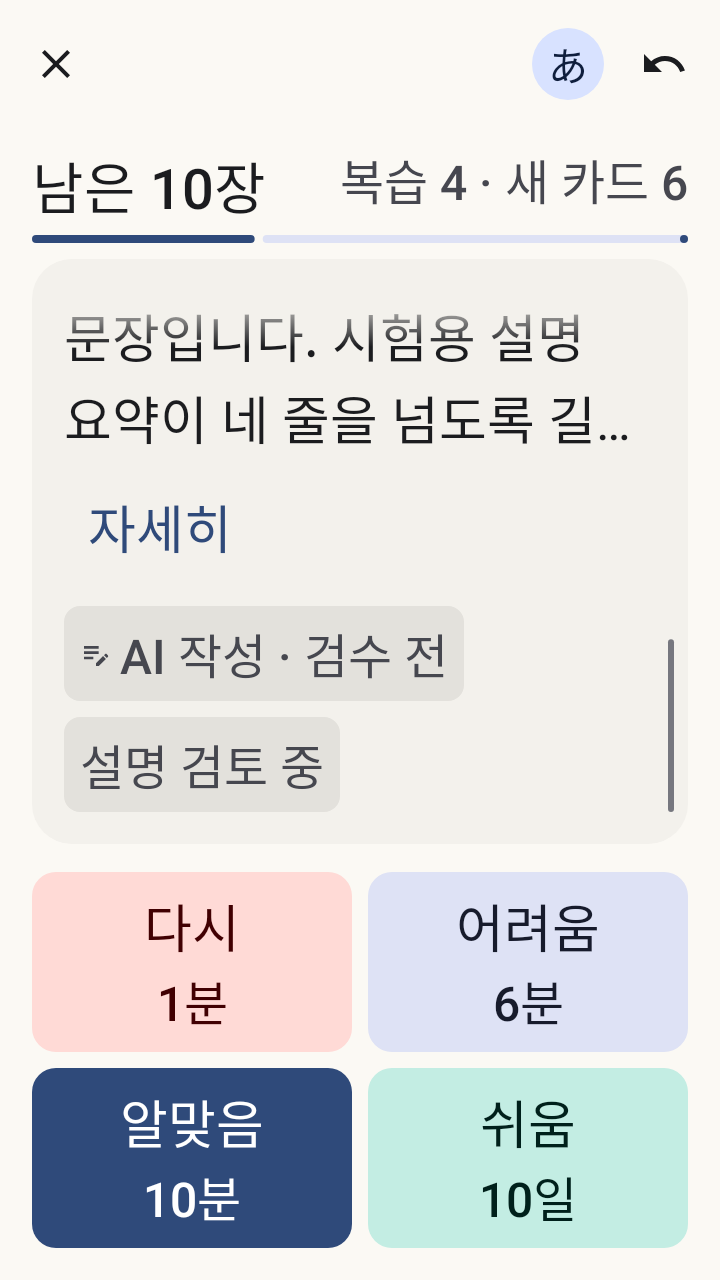 あ
남은 10장
복습 4 · 새 카드 6
문장입니다. 시험용 설명
요약이 네 줄을 넘도록 길…
자세히
AI 작성 · 검수 전
설명 검토 중
다시
1분
어려움
6분
알맞음
10분
쉬움
10일